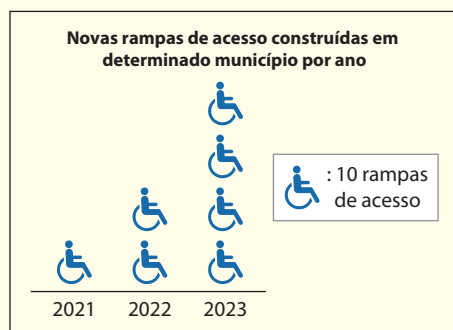 Novas rampas de acesso construídas em
determinado município por ano
: 10 rampas
de acesso
2021 2022 2023